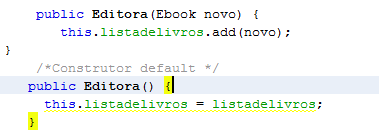 public Editora(Ebook novo) {
this.listadelivros.add(novo);
}
/*Construtor default */
public Editora() {
this.listadelivros = listadelivros;
}